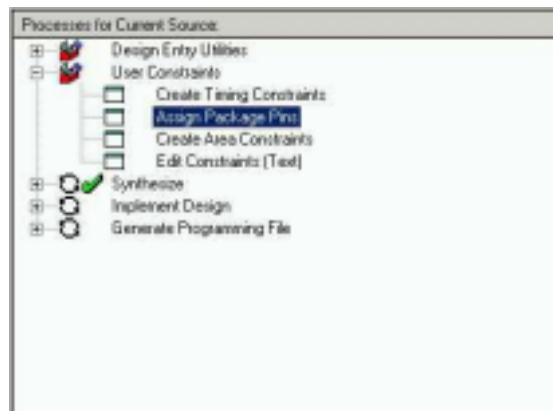 Processes for Current Source:
Design Entry Utilities
User Constraints
Create Timing Constraints
Assign Package Pins
Create Area Constraints
Edit Constraints (Text)
Synthesize
Implement Design
Generate Programming File